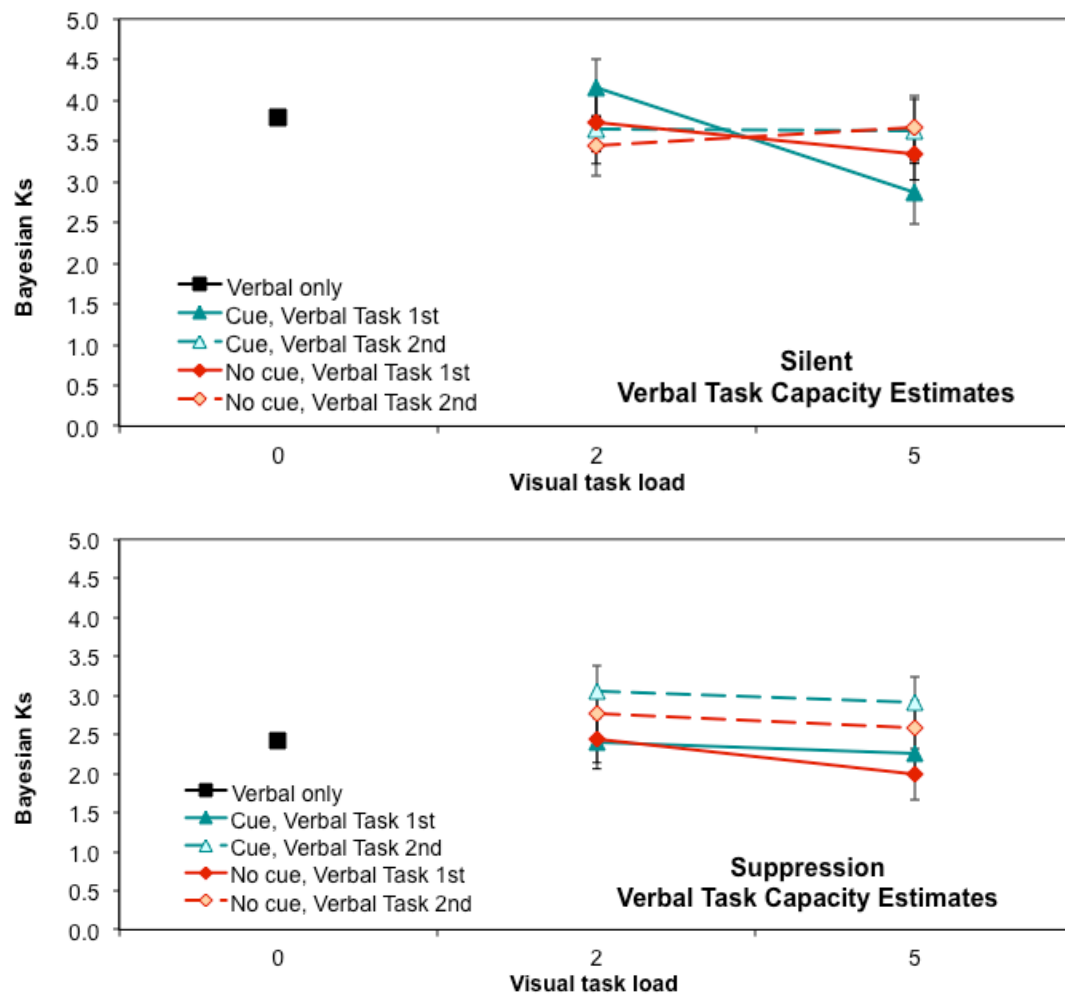 5.0
4.5
4.0
3.5
3.0
2.5
2.0
1.5
1.0
0.5
0.0
Bayesian Ks
Verbal only
Cue, Verbal Task 1st
Cue, Verbal Task 2nd
No cue, Verbal Task 1st
No cue, Verbal Task 2nd
Silent
Verbal Task Capacity Estimates
0 2 5
Visual task load
5.0
4.5
4.0
3.5
3.0
2.5
2.0
1.5
1.0
0.5
0.0
Bayesian Ks
Verbal only
Cue, Verbal Task 1st
Cue, Verbal Task 2nd
No cue, Verbal Task 1st
No cue, Verbal Task 2nd
Suppression
Verbal Task Capacity Estimates
0 2 5
Visual task load